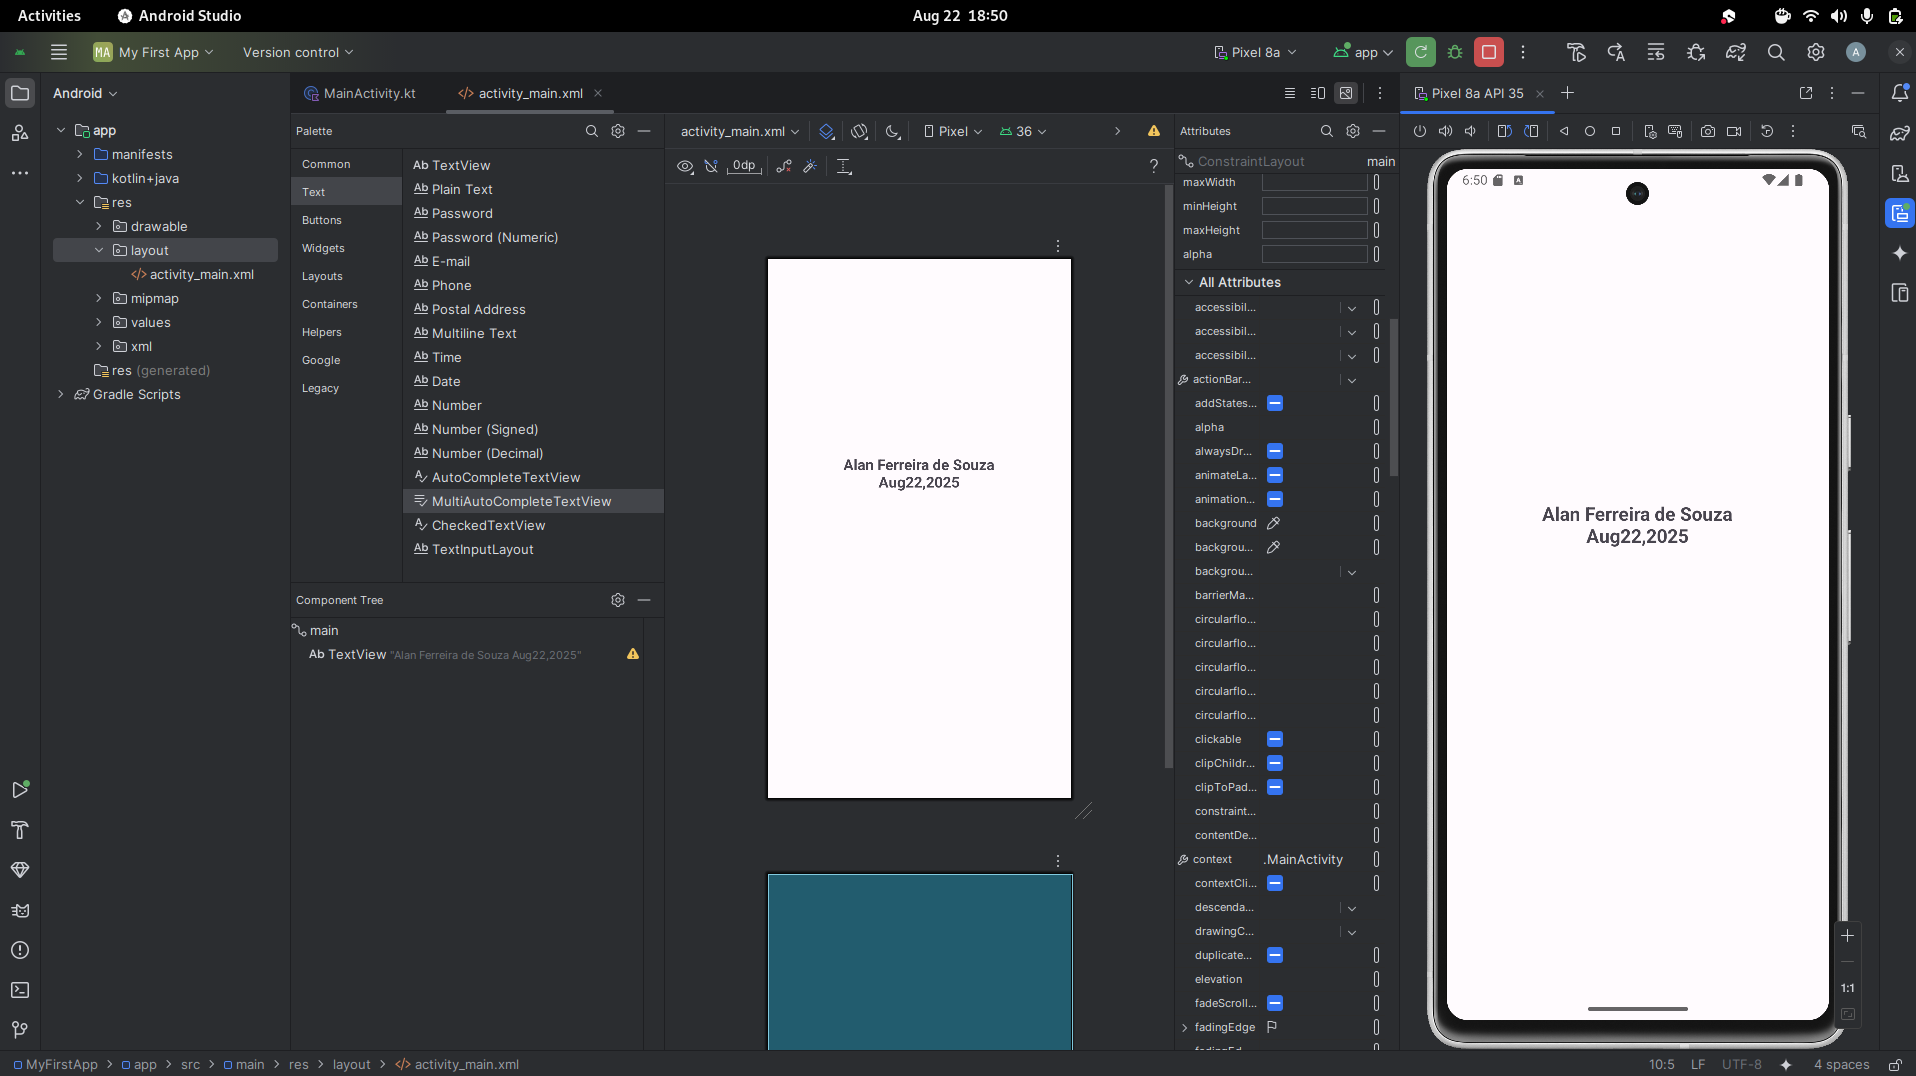 Activities
Android Studio
Aug 22 18:50
MA My First App
Version control
Pixel 8a
app
A
Android
app
manifests
kotlin+java
res
drawable
layout
activity_main.xml
mipmap
values
xml
res (generated)
Gradle Scripts
MainActivity.kt
activity_main.xml
Palette
Common
Text
Buttons
Widgets
Layouts
Containers
Helpers
Google
Legacy
Ab TextView
Ab Plain Text
Ab Password
Ab Password (Numeric)
Ab E-mail
Ab Phone
Ab Postal Address
Ab Multiline Text
Ab Time
Ab Date
Ab Number
Ab Number (Signed)
Ab Number (Decimal)
AutoCompleteTextView
MultiAutoCompleteTextView
CheckedTextView
Ab TextInputLayout
Component Tree
main
Ab TextView "Alan Ferreira de Souza Aug22,2025"
activity_main.xml
Pixel
36
0dp
?
Alan Ferreira de Souza
Aug22,2025
Attributes
ConstraintLayout main
maxWidth
minHeight
maxHeight
alpha
All Attributes
accessibil...
accessibil...
accessibil...
actionBar...
addStates...
alpha
alwaysDr...
animateLa...
animation...
background
backgrou...
backgrou...
barrierMa...
circularflo...
circularflo...
circularflo...
circularflo...
circularflo...
clickable
clipChildr...
clipToPad...
constraint...
contentDe...
context .MainActivity
contextCli...
descenda...
drawingC...
duplicate...
elevation
fadeScroll...
fadingEdge
Pixel 8a API 35
6:50
A
Alan Ferreira de Souza
Aug22,2025
1:1
MyFirstApp > app > src > main > res > layout > activity_main.xml
10:5 LF UTF-8 4 spaces